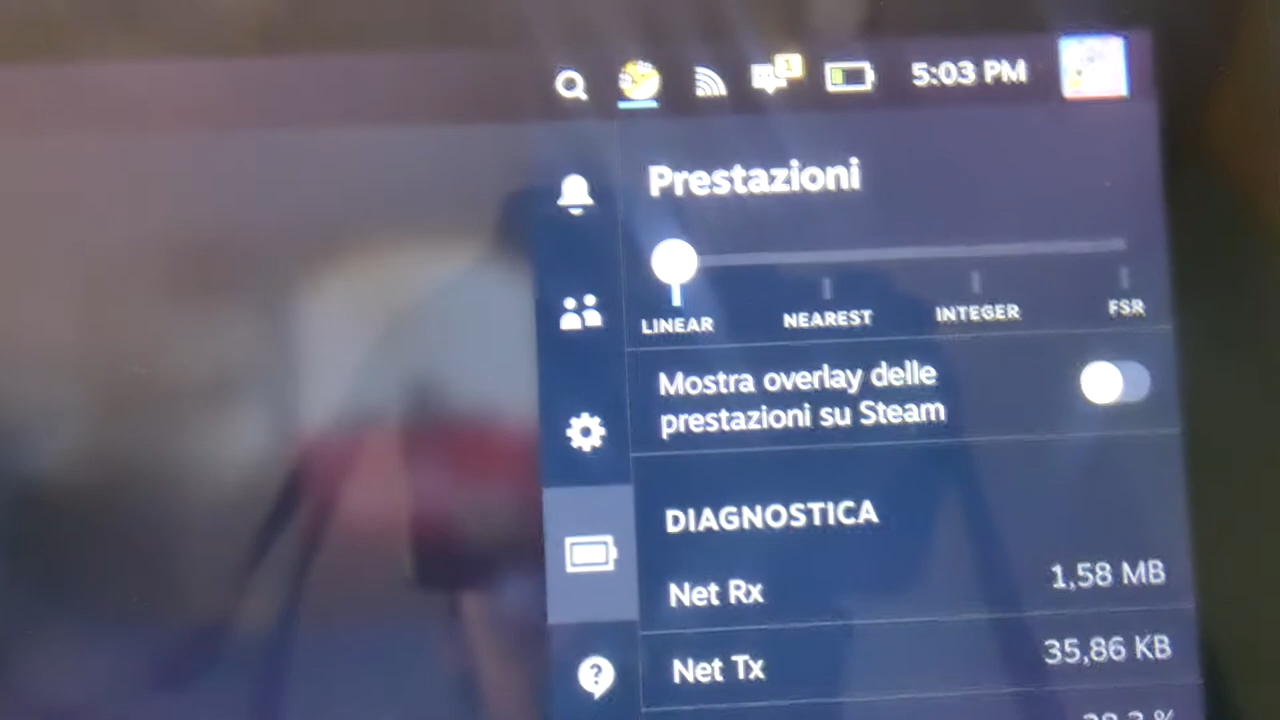 1
5:03 PM
Prestazioni
LINEAR NEAREST INTEGER FSR
Mostra overlay delle
prestazioni su Steam
DIAGNOSTICA
Net Rx 1,58 MB
Net Tx 35,86 KB